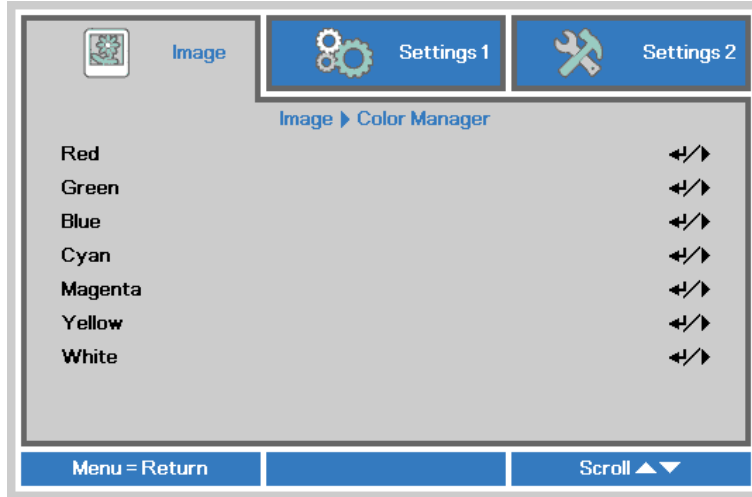 Image
Settings 1
Settings 2
Image ▶ Color Manager
Red ↵/▶
Green ↵/▶
Blue ↵/▶
Cyan ↵/▶
Magenta ↵/▶
Yellow ↵/▶
White ↵/▶
Menu = Return
Scroll ▲▼